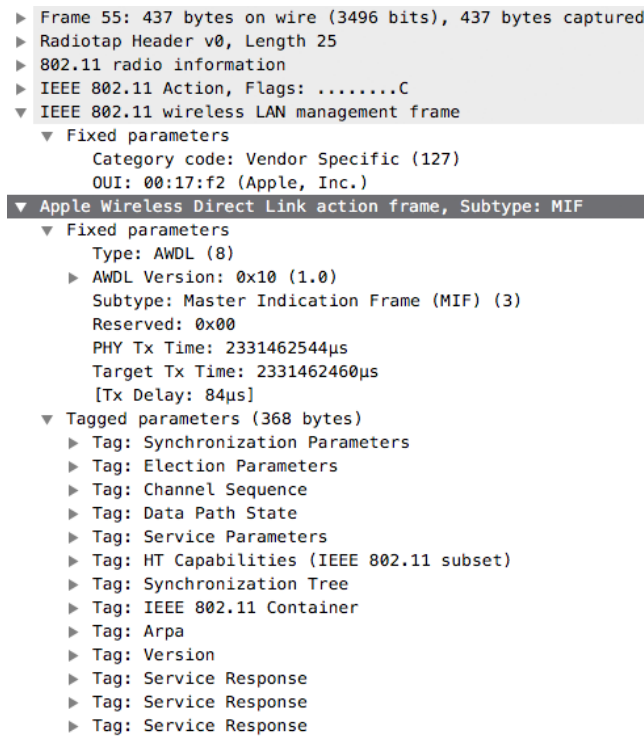 Frame 55: 437 bytes on wire (3496 bits), 437 bytes captured
Radiotap Header v0, Length 25
802.11 radio information
IEEE 802.11 Action, Flags: ........C
IEEE 802.11 wireless LAN management frame
Fixed parameters
Category code: Vendor Specific (127)
OUI: 00:17:f2 (Apple, Inc.)
Apple Wireless Direct Link action frame, Subtype: MIF
Fixed parameters
Type: AWDL (8)
AWDL Version: 0x10 (1.0)
Subtype: Master Indication Frame (MIF) (3)
Reserved: 0x00
PHY Tx Time: 2331462544µs
Target Tx Time: 2331462460µs
[Tx Delay: 84µs]
Tagged parameters (368 bytes)
Tag: Synchronization Parameters
Tag: Election Parameters
Tag: Channel Sequence
Tag: Data Path State
Tag: Service Parameters
Tag: HT Capabilities (IEEE 802.11 subset)
Tag: Synchronization Tree
Tag: IEEE 802.11 Container
Tag: Arpa
Tag: Version
Tag: Service Response
Tag: Service Response
Tag: Service Response